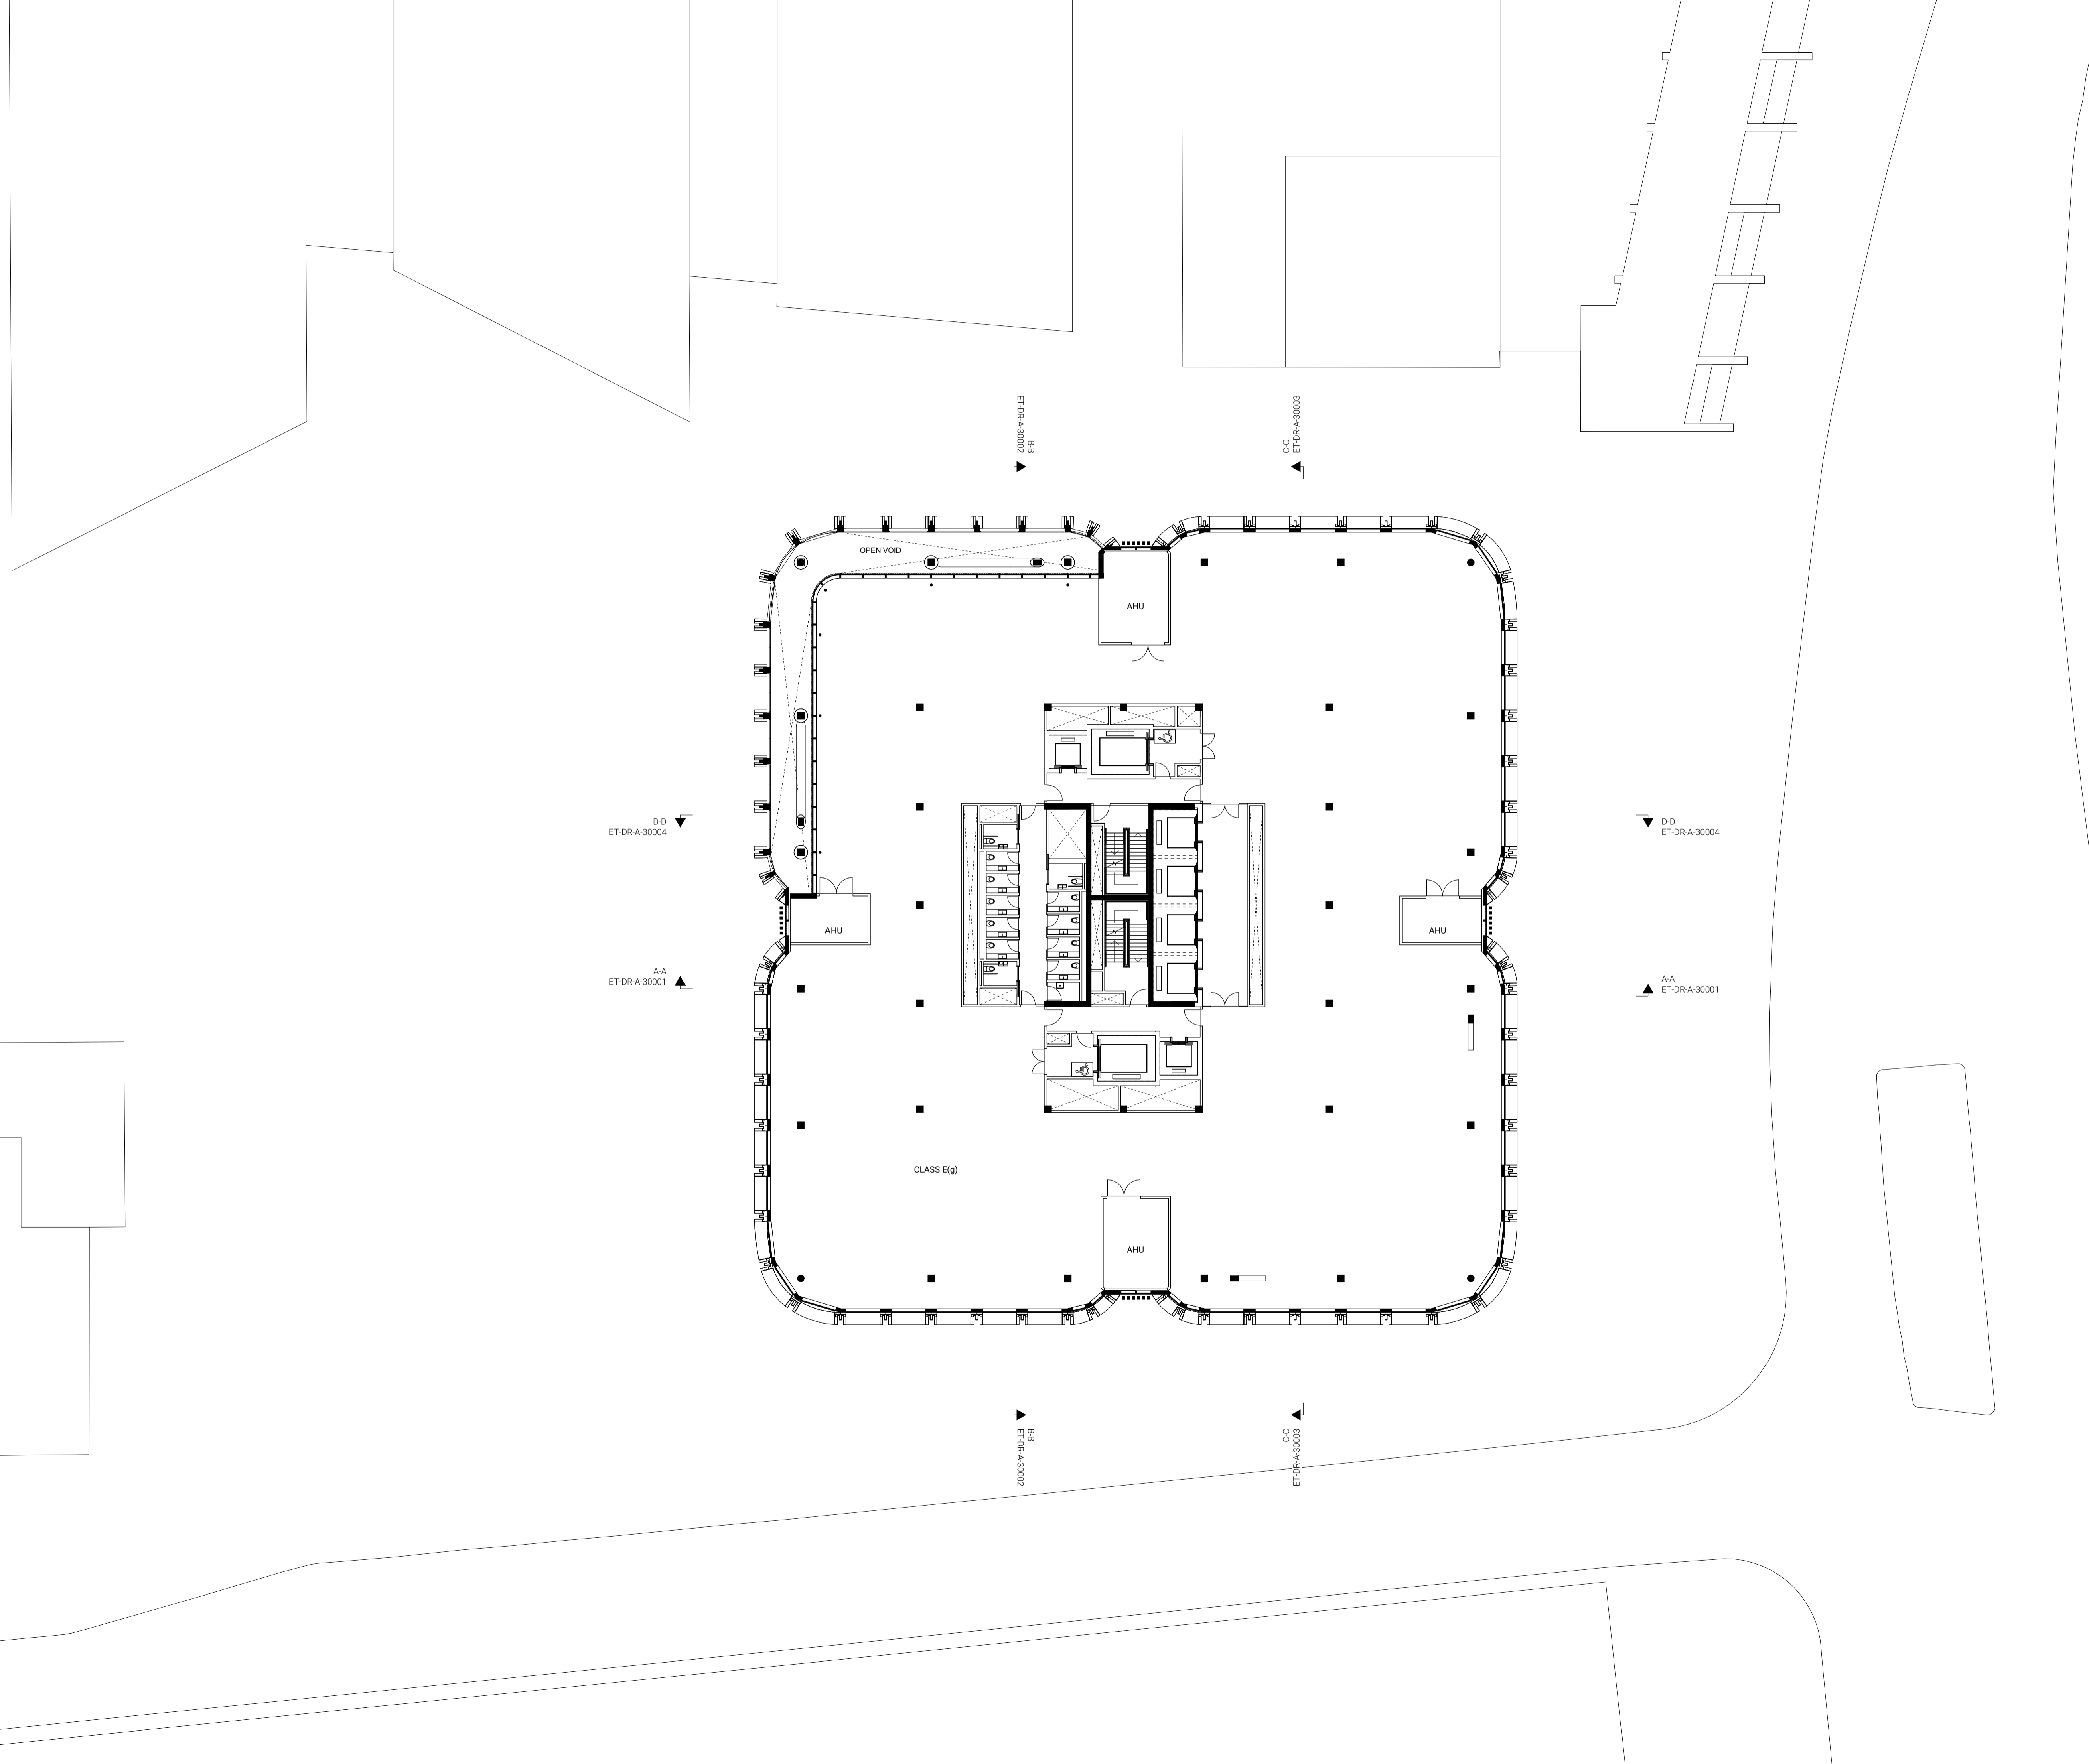 ET-DR-A-30002
B-B
C-C
ET-DR-A-30003
OPEN VOID
AHU
D-D
ET-DR-A-30004
D-D
ET-DR-A-30004
AHU
AHU
A-A
ET-DR-A-30001
A-A
ET-DR-A-30001
CLASS E(g)
AHU
B-B
ET-DR-A-30002
C-C
ET-DR-A-30003